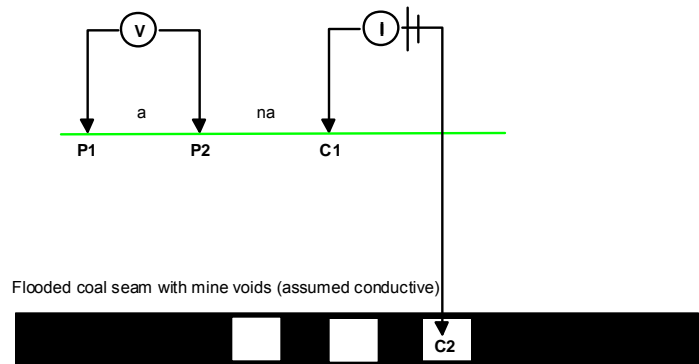 V
I
a
na
P1
P2
C1
Flooded coal seam with mine voids (assumed conductive)
C2